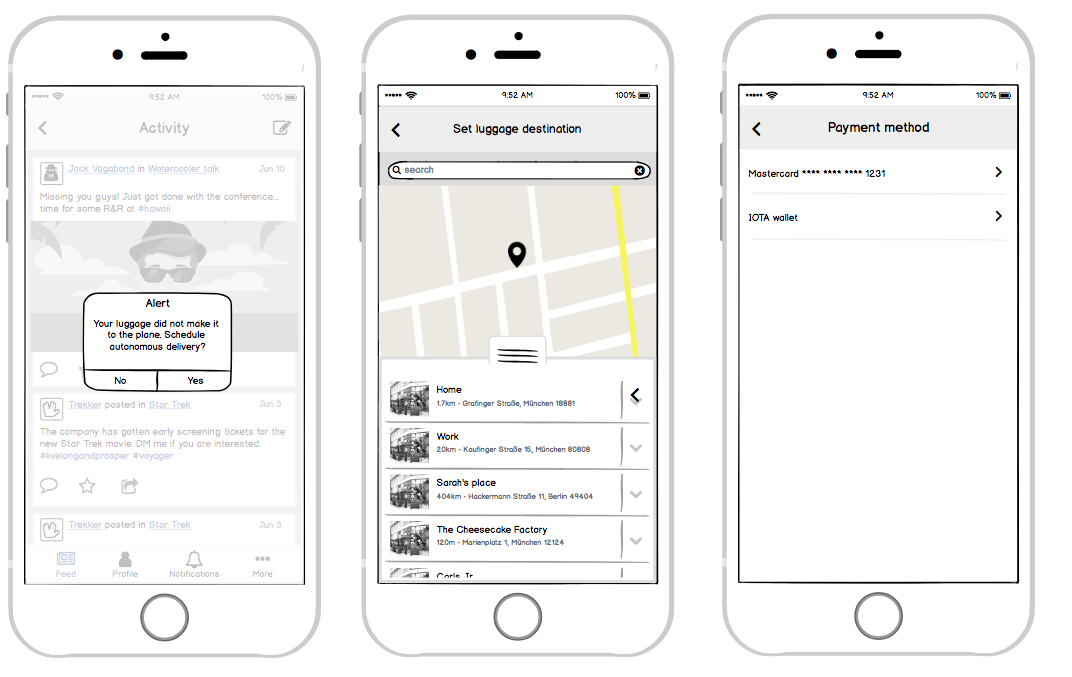 9:52 AM 100%
Activity
Jack Vagabond in Watercooler talk Jun 10
Missing you guys! Just got done with the conference...
time for some R&R at #hawaii
Alert
Your luggage did not make it
to the plane. Schedule
autonomous delivery?
No Yes
Trekker posted in Star Trek Jun 3
The company has gotten early screening tickets for the
new Star Trek movie. DM me if you are interested.
#livelongandprosper #voyager
Trekker posted in Star Trek Jun 3
Feed Profile Notifications More
9:52 AM 100%
Set luggage destination
search
Home
1.7km - Grafinger Straße, München 18881
Work
20km - Kaufinger Straße 15, München 80808
Sarah's place
404km - Hackermann Straße 11, Berlin 49404
The Cheesecake Factory
120m - Marienplatz 1, München 12124
Carls Jr
9:52 AM 100%
Payment method
Mastercard **** **** **** 1231
IOTA wallet